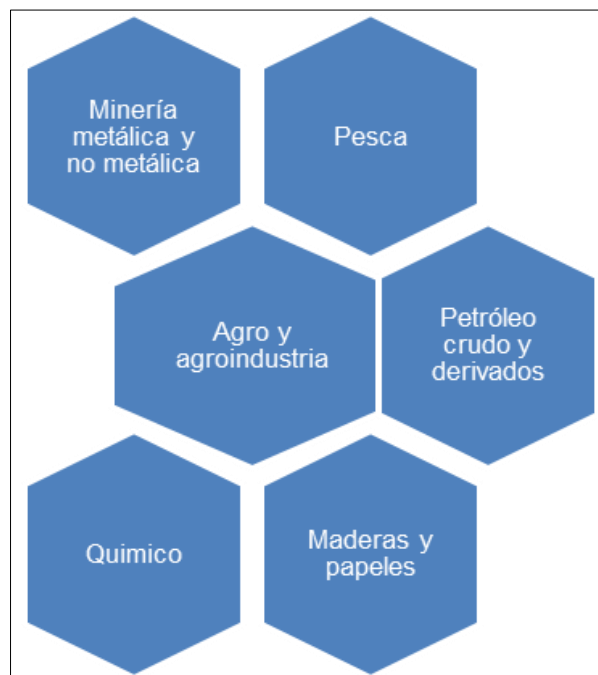 Minería
metálica y
no metálica
Pesca
Agro y
agroindustria
Petróleo
crudo y
derivados
Quimico
Maderas y
papeles